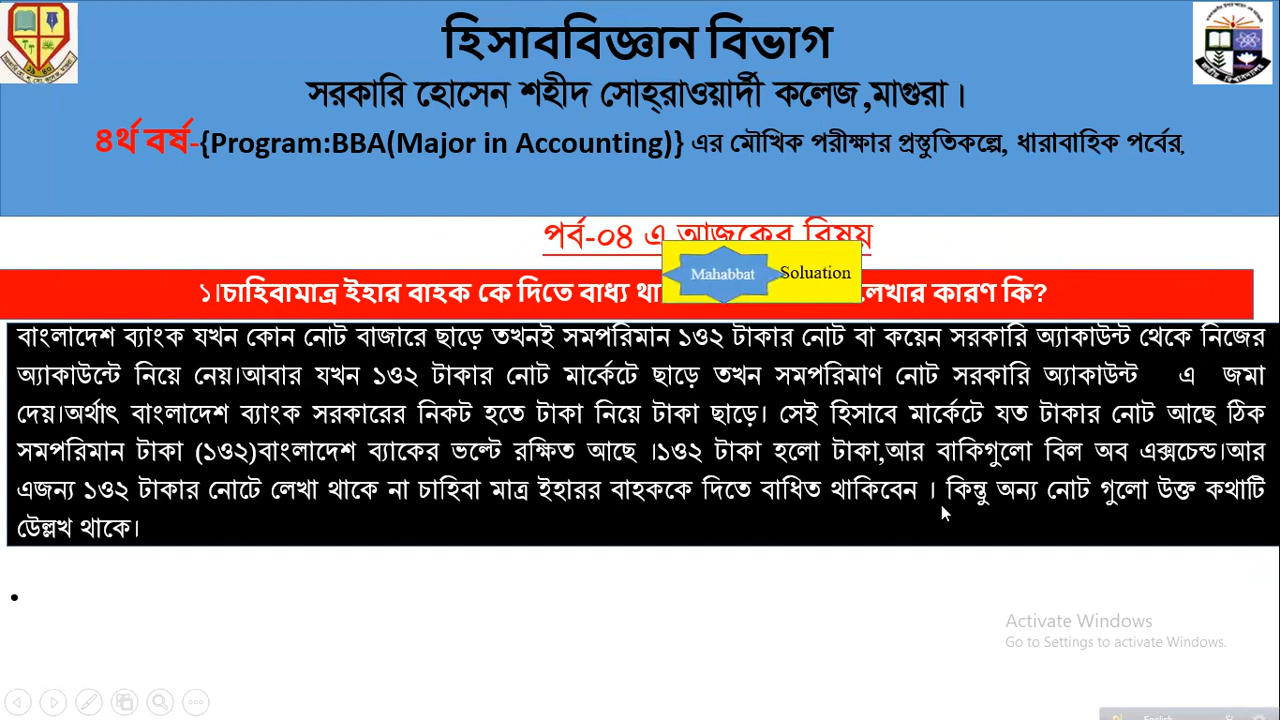 হিসাববিজ্ঞান বিভাগ
সরকারি হোসেন শহীদ সোহ্‌রাওয়ার্দী কলেজ,মাগুরা।
৪র্থ বর্ষ-{Program:BBA(Major in Accounting)} এর মৌখিক পরীক্ষার প্রস্তুতিকল্পে, ধারাবাহিক পর্বের,
পর্ব-০৪ এ আজকের বিষয়
Mahabbat Soluation
১।চাহিবামাত্র ইহার বাহক কে দিতে বাধ্য লেখার কারণ কি?
বাংলাদেশ ব্যাংক যখন কোন নোট বাজারে ছাড়ে তখনই সমপরিমান ১ও২ টাকার নোট বা কয়েন সরকারি অ্যাকাউন্ট থেকে নিজের
অ্যাকাউন্টে নিয়ে নেয়।আবার যখন ১ও২ টাকার নোট মার্কেটে ছাড়ে তখন সমপরিমাণ নোট সরকারি অ্যাকাউন্ট এ জমা
দেয়।অর্থাৎ বাংলাদেশ ব্যাংক সরকারের নিকট হতে টাকা নিয়ে টাকা ছাড়ে। সেই হিসাবে মার্কেটে যত টাকার নোট আছে ঠিক
সমপরিমান টাকা (১ও২)বাংলাদেশ ব্যাকের ভল্টে রক্ষিত আছে ।১ও২ টাকা হলো টাকা,আর বাকিগুলো বিল অব এক্সচেন্ড।আর
এজন্য ১ও২ টাকার নোটে লেখা থাকে না চাহিবা মাত্র ইহারর বাহককে দিতে বাধিত থাকিবেন । কিন্তু অন্য নোট গুলো উক্ত কথাটি
উেল্লখ থাকে।
Activate Windows
Go to Settings to activate Windows.